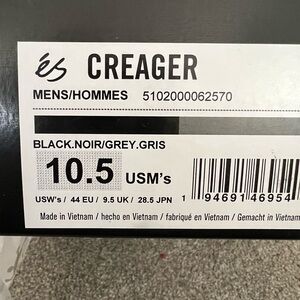 és CREAGER
MENS/HOMMES 5102000062570
BLACK.NOIR/GREY.GRIS
10.5 USM's
USW's / 44 EU / 9.5 UK / 28.5 JPN
1 94691 46954
Made in Vietnam / hecho en Vietnam / fabriqué en Vietnam / Gemacht in Vietnam